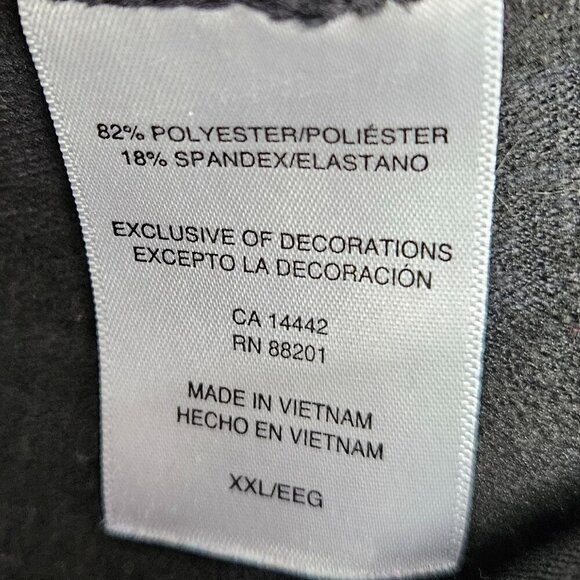 82% POLYESTER/POLIÉSTER
18% SPANDEX/ELASTANO
EXCLUSIVE OF DECORATIONS
EXCEPTO LA DECORACIÓN
CA 14442
RN 88201
MADE IN VIETNAM
HECHO EN VIETNAM
XXL/EEG